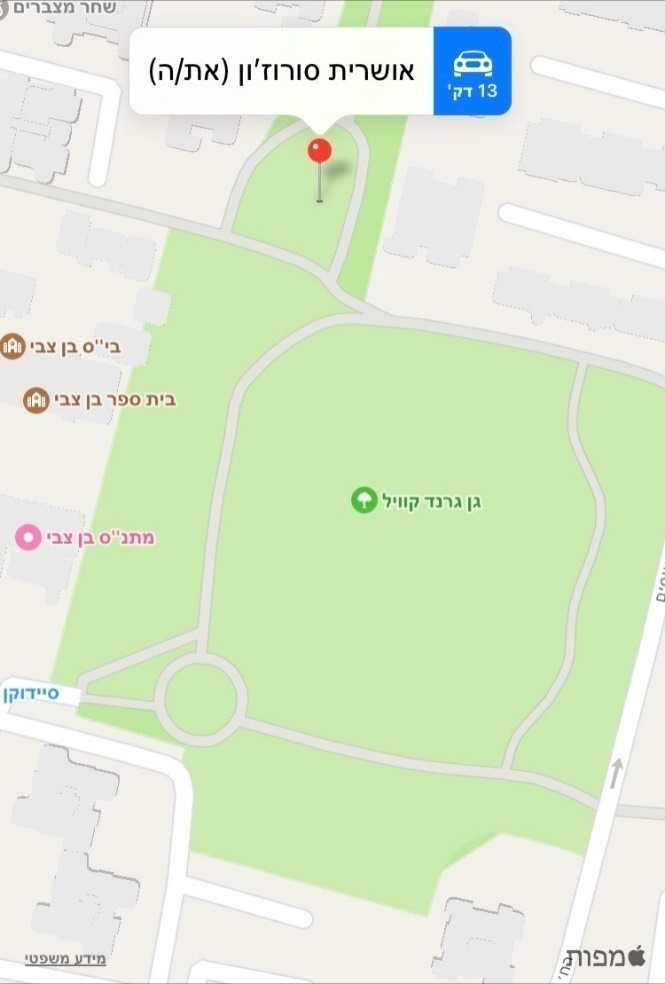 שחר מצברים
אושרית סורוז׳ון (את/ה)
13 דק'
בי''ס בן צבי
בית ספר בן צבי
גן גרנד קוויל
מתנ''ס בן צבי
סיידוקן
מידע משפטי
מפות